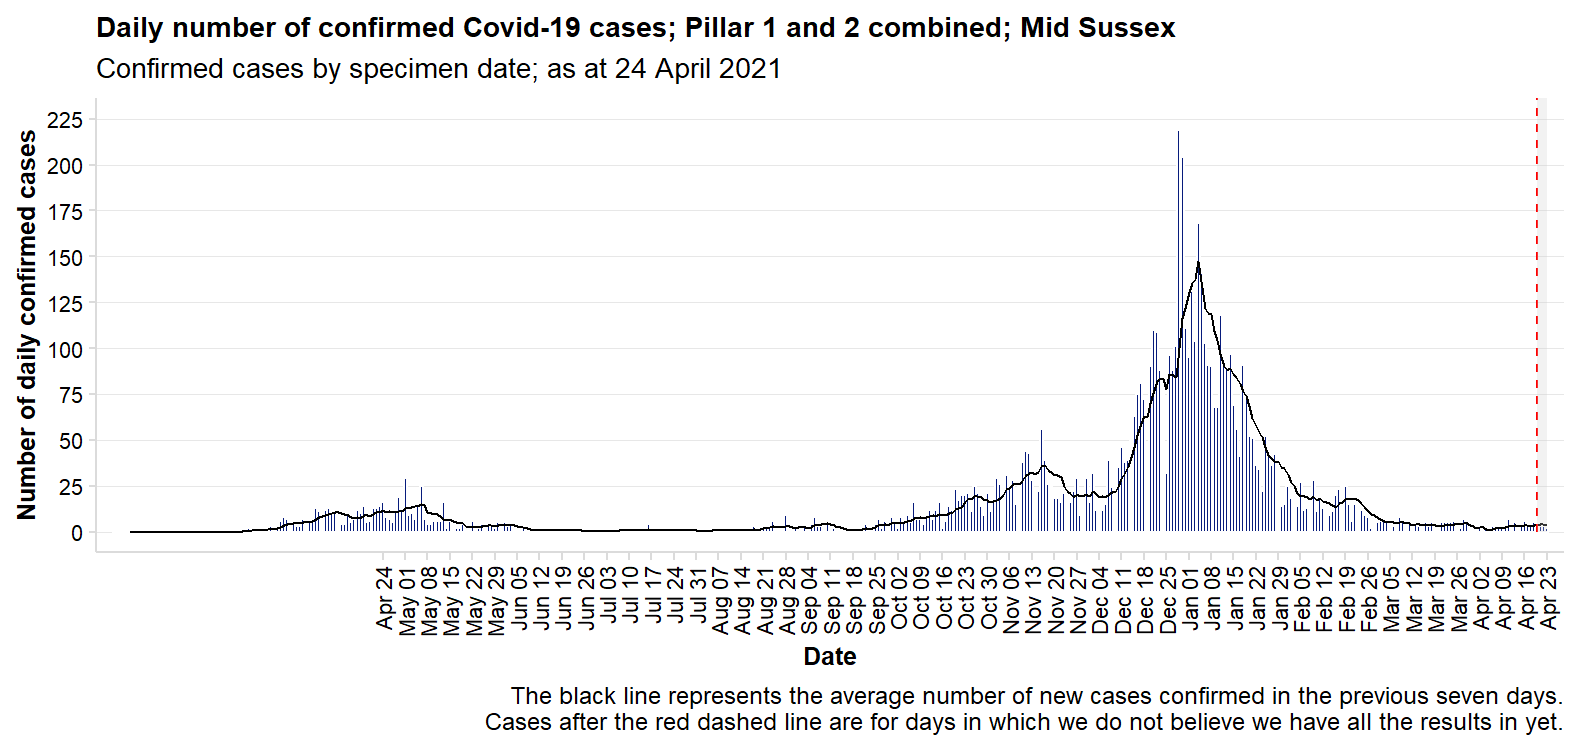 Daily number of confirmed Covid-19 cases; Pillar 1 and 2 combined; Mid Sussex
Confirmed cases by specimen date; as at 24 April 2021
Number of daily confirmed cases
225
200
175
150
125
100
75
50
25
0
Apr 24
May 01
May 08
May 15
May 22
May 29
Jun 05
Jun 12
Jun 19
Jun 26
Jul 03
Jul 10
Jul 17
Jul 24
Jul 31
Aug 07
Aug 14
Aug 21
Aug 28
Sep 04
Sep 11
Sep 18
Sep 25
Oct 02
Oct 09
Oct 16
Oct 23
Oct 30
Nov 06
Nov 13
Nov 20
Nov 27
Dec 04
Dec 11
Dec 18
Dec 25
Jan 01
Jan 08
Jan 15
Jan 22
Jan 29
Feb 05
Feb 12
Feb 19
Feb 26
Mar 05
Mar 12
Mar 19
Mar 26
Apr 02
Apr 09
Apr 16
Apr 23
Date
The black line represents the average number of new cases confirmed in the previous seven days.
Cases after the red dashed line are for days in which we do not believe we have all the results in yet.